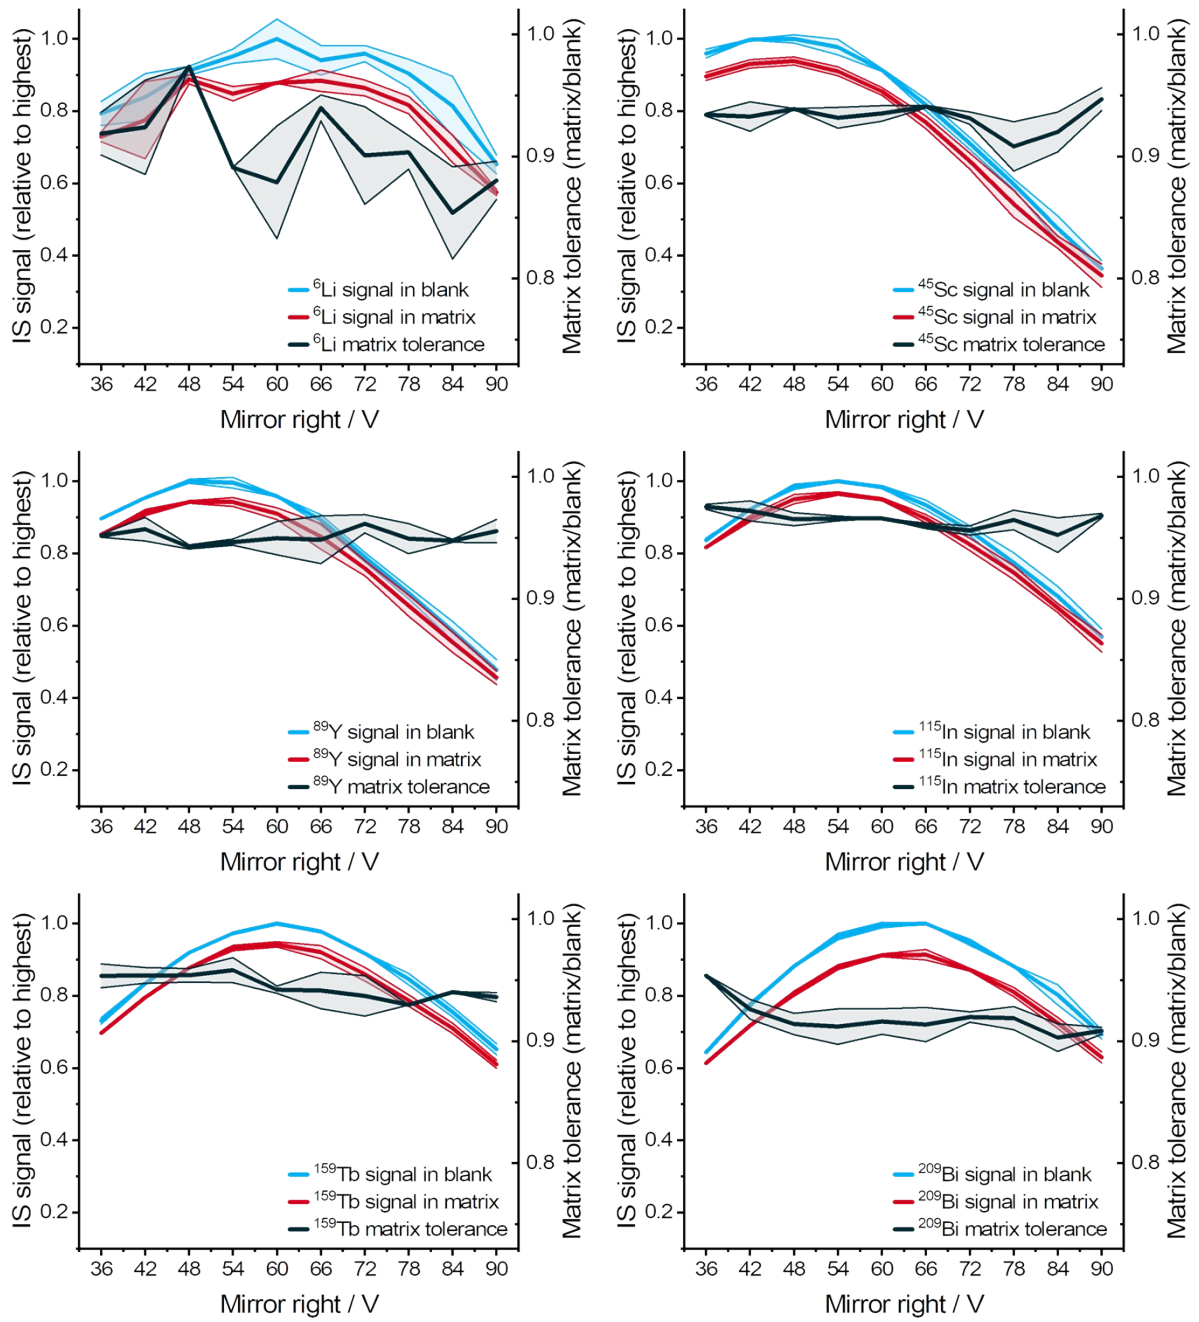 IS signal (relative to highest)
1.0
0.8
0.6
0.4
0.2
1.0
0.9
0.8
Matrix tolerance (matrix/blank)
⁶Li signal in blank
⁶Li signal in matrix
⁶Li matrix tolerance
36 42 48 54 60 66 72 78 84 90
Mirror right / V
IS signal (relative to highest)
1.0
0.8
0.6
0.4
0.2
1.0
0.9
0.8
Matrix tolerance (matrix/blank)
⁴⁵Sc signal in blank
⁴⁵Sc signal in matrix
⁴⁵Sc matrix tolerance
36 42 48 54 60 66 72 78 84 90
Mirror right / V
IS signal (relative to highest)
1.0
0.8
0.6
0.4
0.2
1.0
0.9
0.8
Matrix tolerance (matrix/blank)
⁸⁹Y signal in blank
⁸⁹Y signal in matrix
⁸⁹Y matrix tolerance
36 42 48 54 60 66 72 78 84 90
Mirror right / V
IS signal (relative to highest)
1.0
0.8
0.6
0.4
0.2
1.0
0.9
0.8
Matrix tolerance (matrix/blank)
¹¹⁵In signal in blank
¹¹⁵In signal in matrix
¹¹⁵In matrix tolerance
36 42 48 54 60 66 72 78 84 90
Mirror right / V
IS signal (relative to highest)
1.0
0.8
0.6
0.4
0.2
1.0
0.9
0.8
Matrix tolerance (matrix/blank)
¹⁵⁹Tb signal in blank
¹⁵⁹Tb signal in matrix
¹⁵⁹Tb matrix tolerance
36 42 48 54 60 66 72 78 84 90
Mirror right / V
IS signal (relative to highest)
1.0
0.8
0.6
0.4
0.2
1.0
0.9
0.8
Matrix tolerance (matrix/blank)
²⁰⁹Bi signal in blank
²⁰⁹Bi signal in matrix
²⁰⁹Bi matrix tolerance
36 42 48 54 60 66 72 78 84 90
Mirror right / V